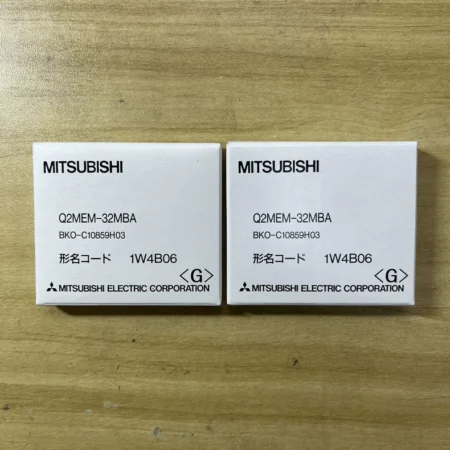 MITSUBISHI
Q2MEM-32MBA
BKO-C10859H03
形名コード 1W4B06
<G>
MITSUBISHI ELECTRIC CORPORATION
MITSUBISHI
Q2MEM-32MBA
BKO-C10859H03
形名コード 1W4B06
<G>
MITSUBISHI ELECTRIC CORPORATION